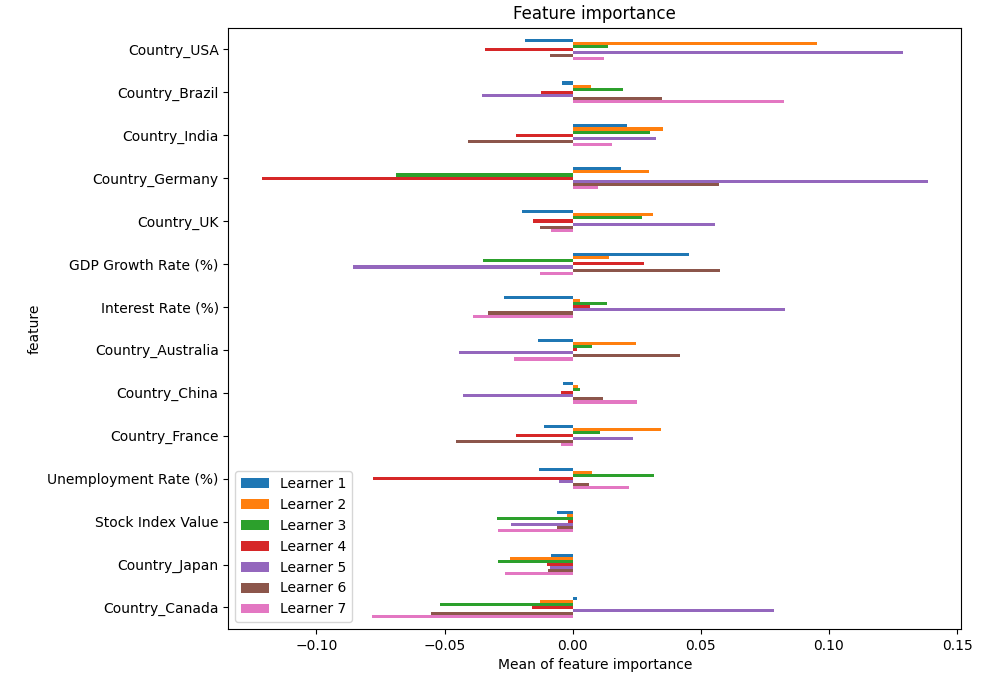 Feature importance
feature
Country_USA
Country_Brazil
Country_India
Country_Germany
Country_UK
GDP Growth Rate (%)
Interest Rate (%)
Country_Australia
Country_China
Country_France
Unemployment Rate (%)
Stock Index Value
Country_Japan
Country_Canada
Learner 1
Learner 2
Learner 3
Learner 4
Learner 5
Learner 6
Learner 7
−0.10 −0.05 0.00 0.05 0.10 0.15
Mean of feature importance